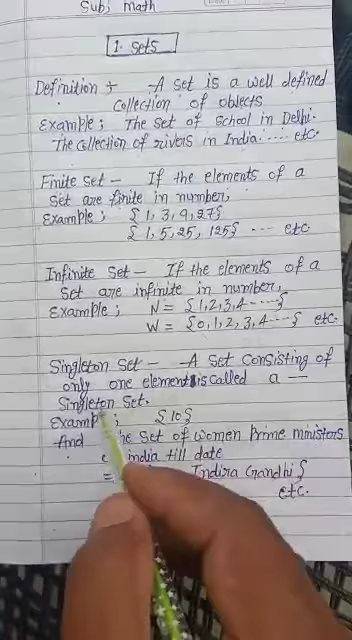 Sub; Math
1. Sets
Definition ÷ A set is a well defined
collection of objects
Example; The set of school in Delhi.
The collection of rivers in India..... etc.
Finite set - If the elements of a
set are finite in number,
Example; {1, 3, 9, 27}
{1, 5, 25, 125} --- etc
Infinite set - If the elements of a
set are infinite in number,
Example; N = {1, 2, 3, 4 ----}
W = {0, 1, 2, 3, 4 ---} etc.
Singleton set - A set consisting of
only one element is called a -
Singleton set.
Exampl ; {10}
And he set of women Prime ministers
india till date
= Indira Gandhi}
etc.